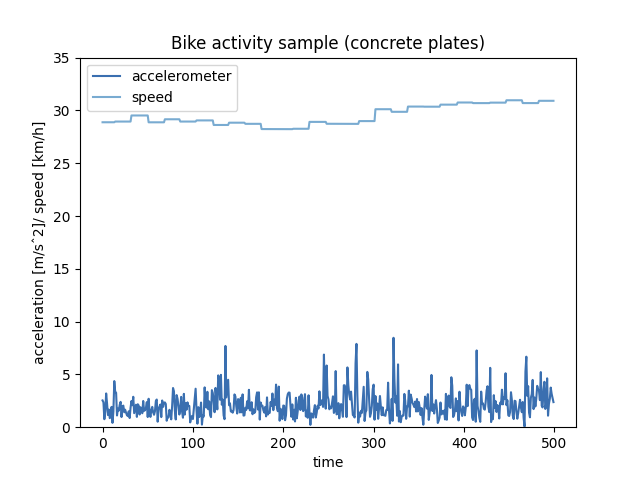 Bike activity sample (concrete plates)
accelerometer
speed
acceleration [m/sˆ2]/ speed [km/h]
35
30
25
20
15
10
5
0
0 100 200 300 400 500
time